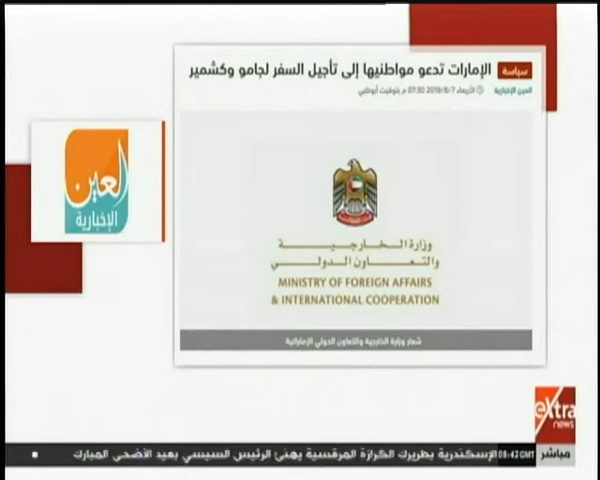 سياسة
الإمارات تدعو مواطنيها إلى تأجيل السفر لجامو وكشمير
العين الإخبارية
الأربعاء 2019/8/7 07:30 م بتوقيت أبوظبي
العين
الإخبارية
وزارة الخارجية
والتعاون الدولي
MINISTRY OF FOREIGN AFFAIRS
& INTERNATIONAL COOPERATION
شعار وزارة الخارجية والتعاون الدولي الإماراتية
eXtra
news
مباشر
09:42 GMT
الإسكندرية بطريرك الكرازة المرقسية يهنئ الرئيس السيسي بعيد الأضحى المبارك